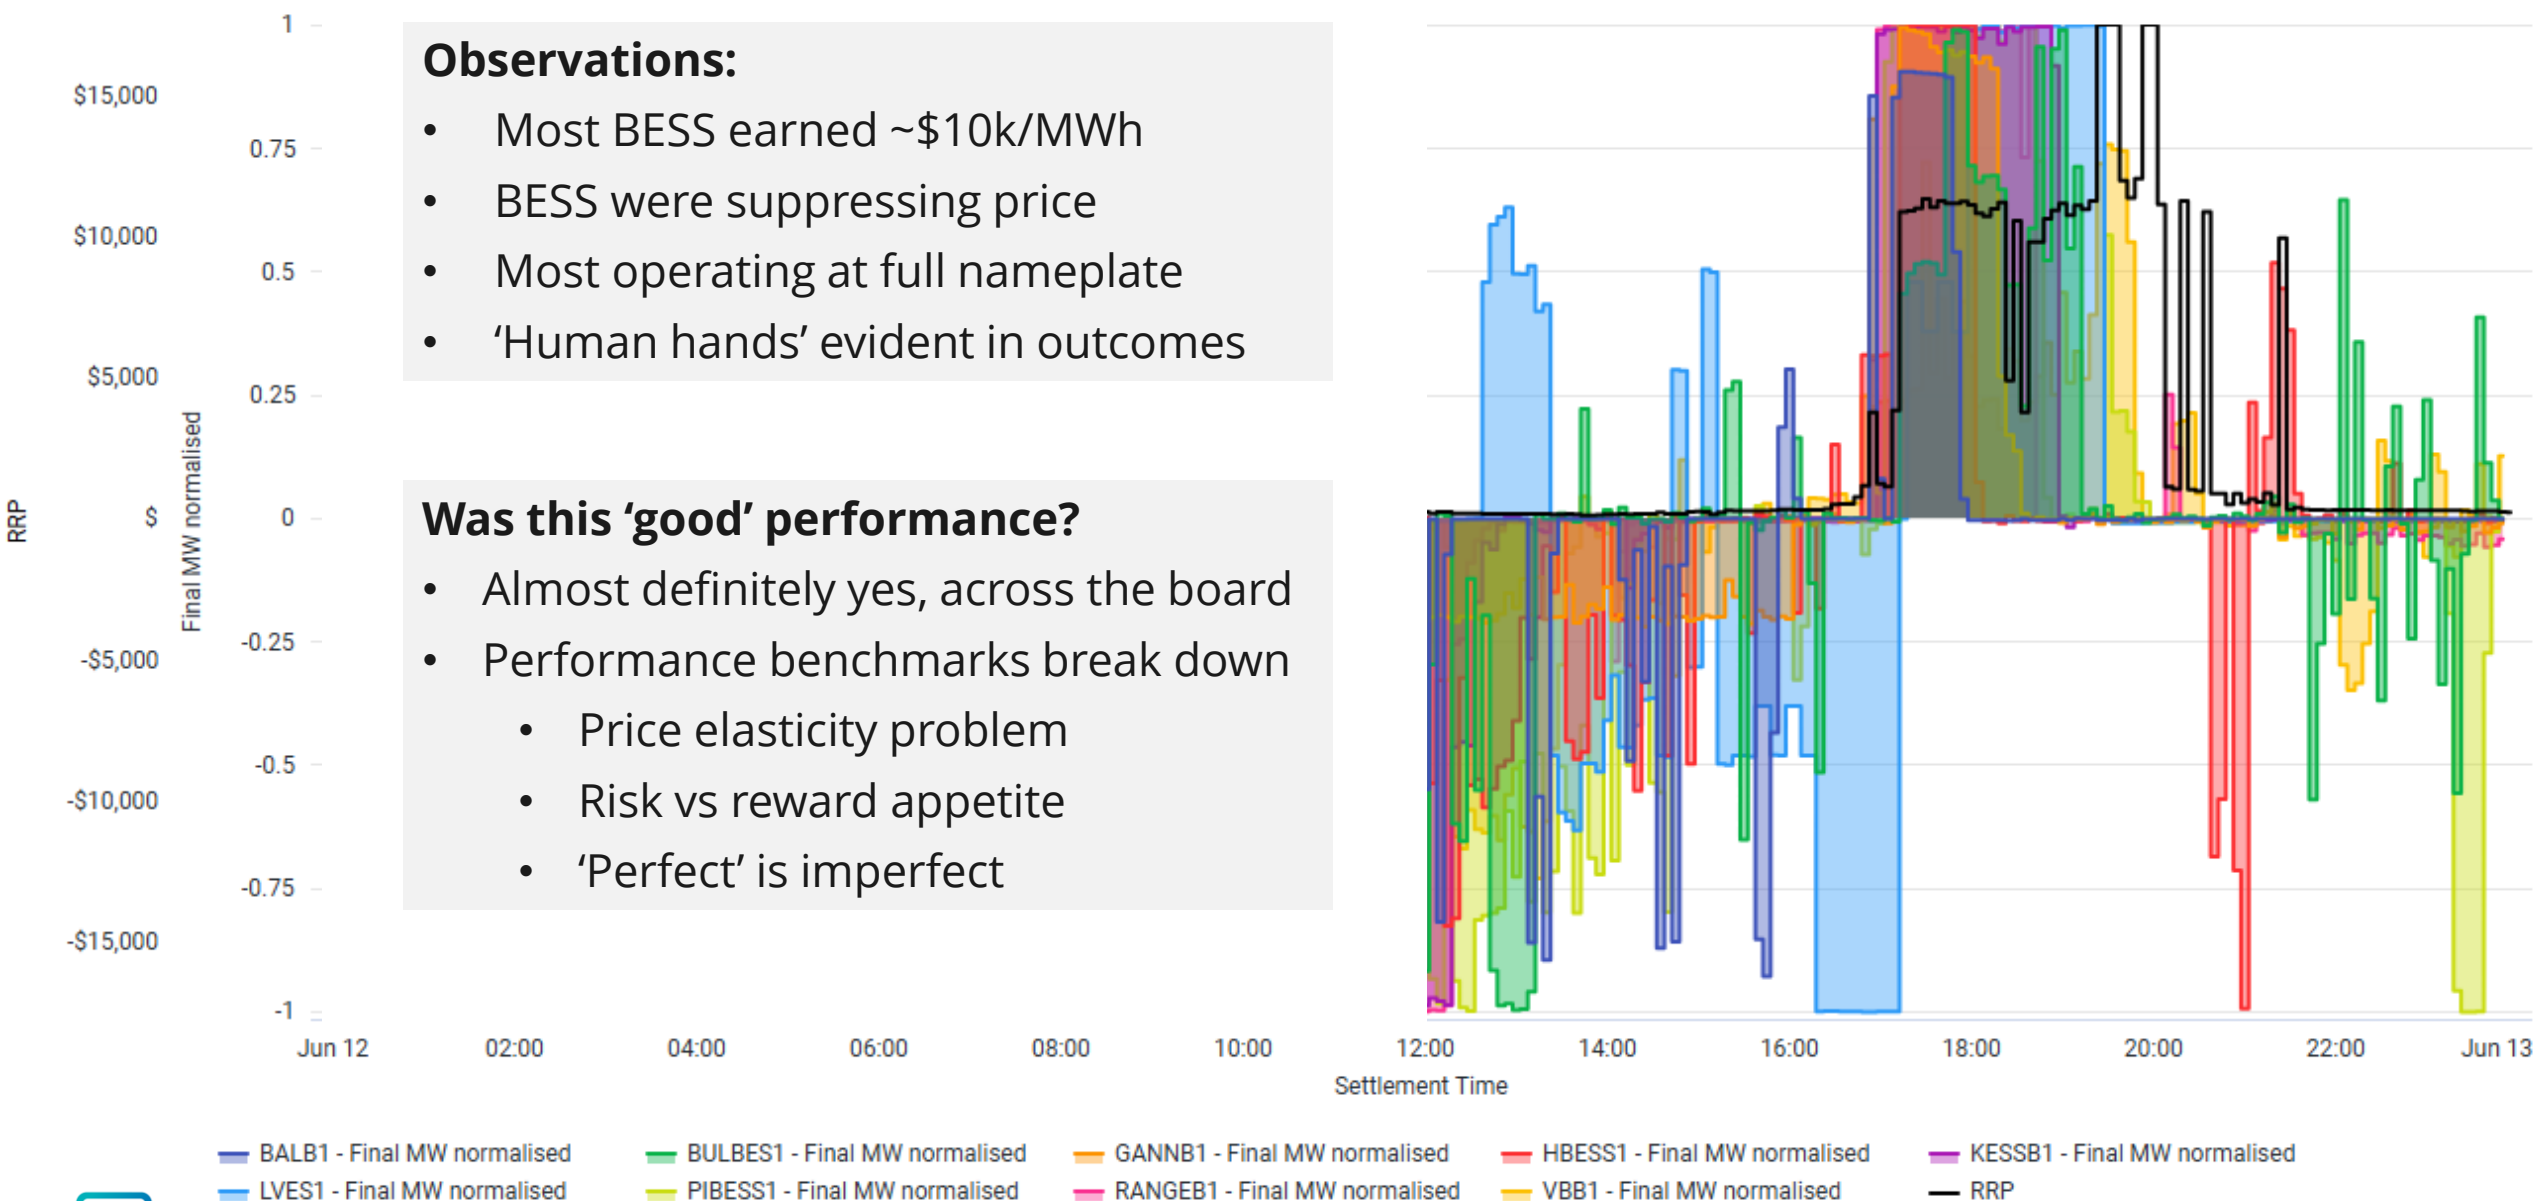 Observations:
• Most BESS earned ~$10k/MWh
• BESS were suppressing price
• Most operating at full nameplate
• ‘Human hands’ evident in outcomes
Was this ‘good’ performance?
• Almost definitely yes, across the board
• Performance benchmarks break down
• Price elasticity problem
• Risk vs reward appetite
• ‘Perfect’ is imperfect
RRP
$15,000
$10,000
$5,000
$
-$5,000
-$10,000
-$15,000
Final MW normalised
1
0.75
0.5
0.25
0
-0.25
-0.5
-0.75
-1
Jun 12 02:00 04:00 06:00 08:00 10:00 12:00 14:00 16:00 18:00 20:00 22:00 Jun 13
Settlement Time
BALB1 - Final MW normalised BULBES1 - Final MW normalised GANNB1 - Final MW normalised HBESS1 - Final MW normalised KESSB1 - Final MW normalised
LVES1 - Final MW normalised PIBESS1 - Final MW normalised RANGEB1 - Final MW normalised VBB1 - Final MW normalised RRP